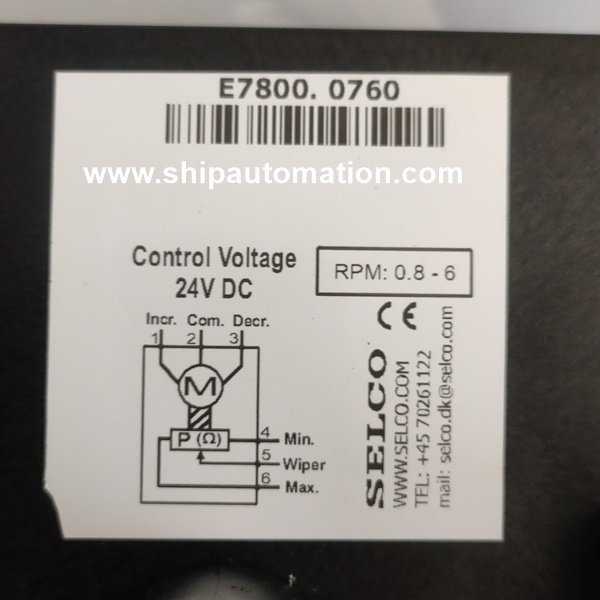 E7800. 0760
www.shipautomation.com
Control Voltage
24V DC
RPM: 0.8 - 6
Incr. Com. Decr.
1 2 3
M
P (Ω)
4 Min.
5 Wiper
6 Max.
CE
SELCO
WWW.SELCO.COM
TEL: +45 70261122
mail: selco.dk@selco.com